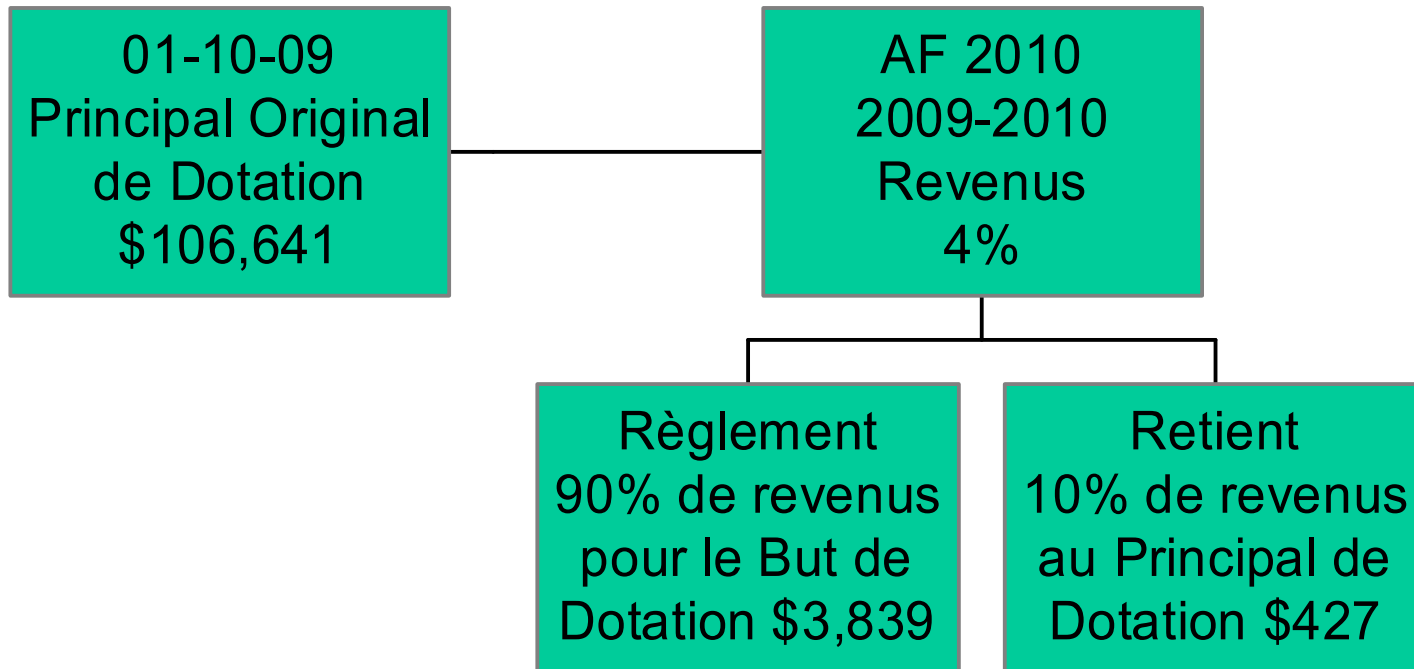 01-10-09
Principal Original
de Dotation
$106,641
AF 2010
2009-2010
Revenus
4%
Règlement
90% de revenus
pour le But de
Dotation $3,839
Retient
10% de revenus
au Principal de
Dotation $427